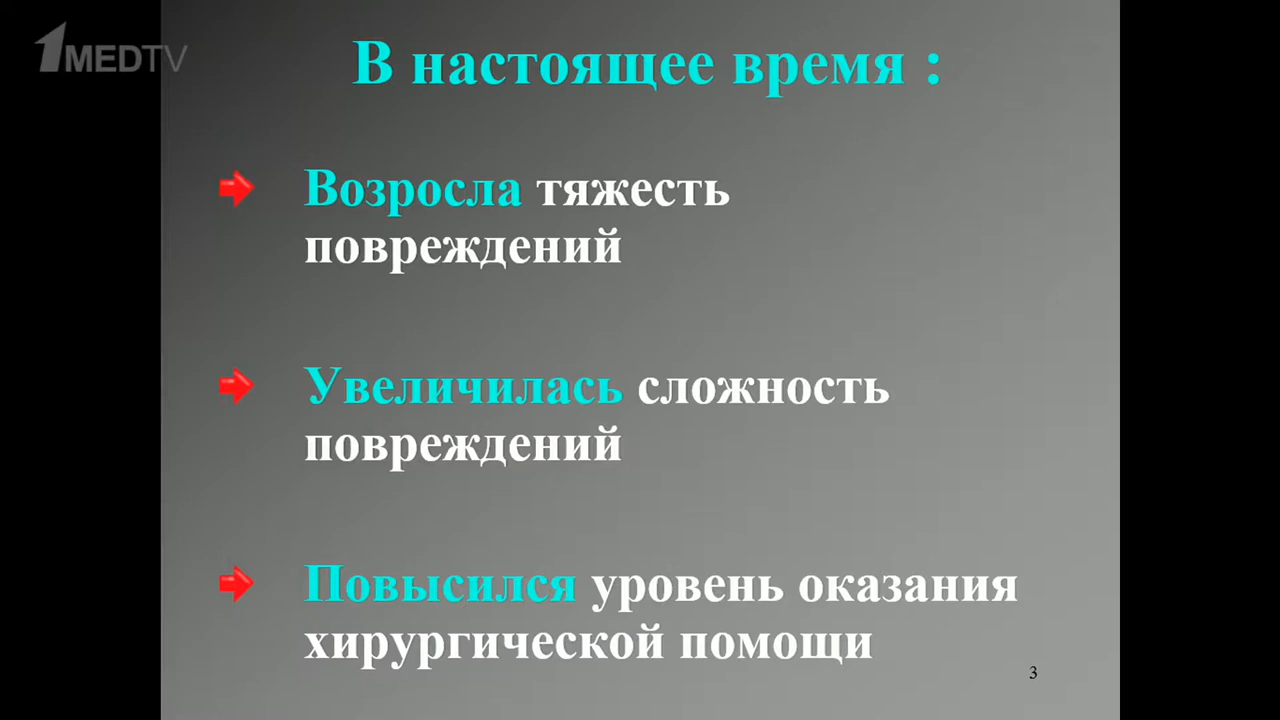 1MEDTV
В настоящее время :
Возросла тяжесть
повреждений
Увеличилась сложность
повреждений
Повысился уровень оказания
хирургической помощи
3